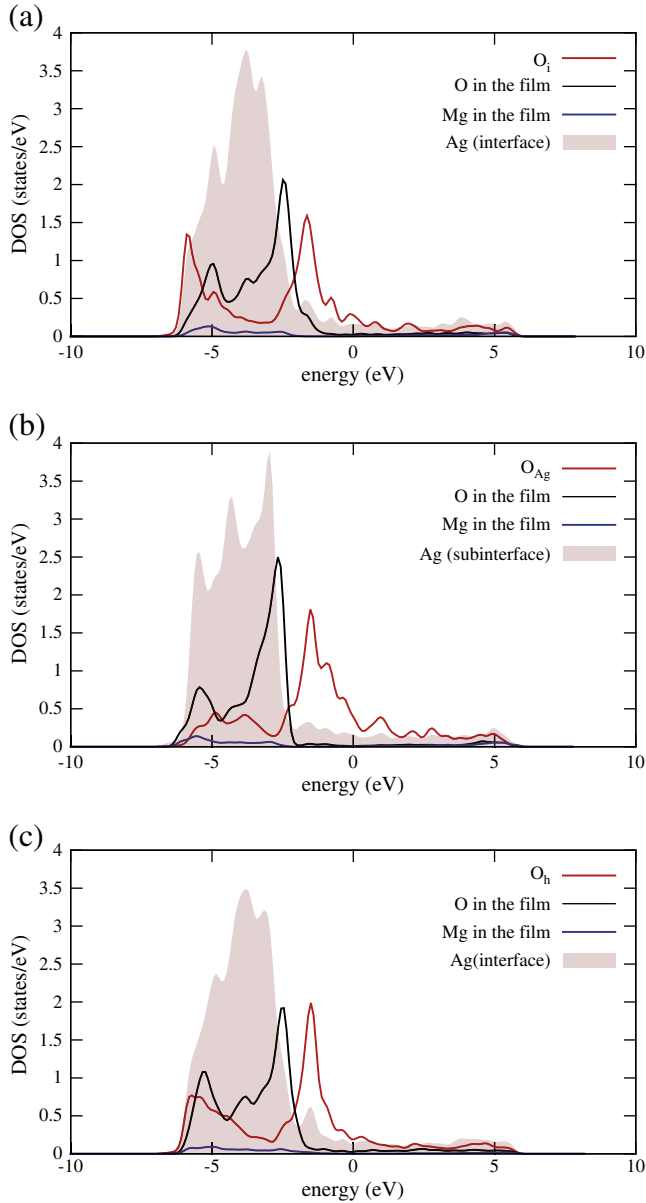 (a)
4
3.5
3
2.5
2
1.5
1
0.5
0
DOS (states/eV)
O_i
O in the film
Mg in the film
Ag (interface)
-10 -5 0 5 10
energy (eV)
(b)
4
3.5
3
2.5
2
1.5
1
0.5
0
DOS (states/eV)
O_Ag
O in the film
Mg in the film
Ag (subinterface)
-10 -5 0 5 10
energy (eV)
(c)
4
3.5
3
2.5
2
1.5
1
0.5
0
DOS (states/eV)
O_h
O in the film
Mg in the film
Ag(interface)
-10 -5 0 5 10
energy (eV)